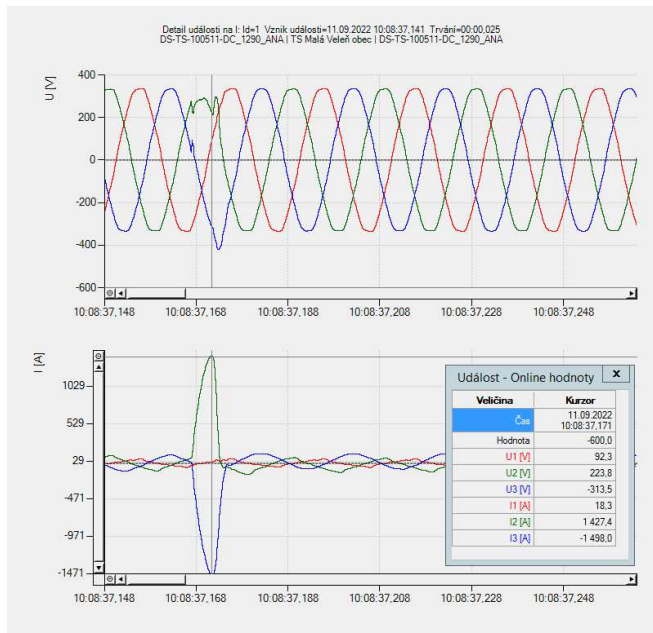 Detail události na I: Id=1 Vznik události=11.09.2022 10:08:37,141 Trvání=00:00,025
DS-TS-100511-DC_1290_ANA | TS Malá Veleň obec | DS-TS-100511-DC_1290_ANA
U [V]
400
200
0
-200
-400
-600
10:08:37,148 10:08:37,168 10:08:37,188 10:08:37,208 10:08:37,228 10:08:37,248
I [A]
1029
529
29
-471
-971
-1471
10:08:37,148 10:08:37,168 10:08:37,188 10:08:37,208 10:08:37,228 10:08:37,248
Událost - Online hodnoty x
Veličina Kurzor
Čas 11.09.2022
10:08:37,171
Hodnota -600,0
U1 [V] 92,3
U2 [V] 223,8
U3 [V] -313,5
I1 [A] 18,3
I2 [A] 1 427,4
I3 [A] -1 498,0